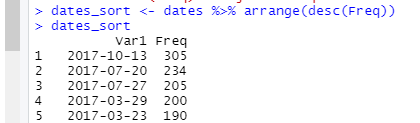 > dates_sort <- dates %>% arrange(desc(Freq))
> dates_sort
Var1 Freq
1 2017-10-13 305
2 2017-07-20 234
3 2017-07-27 205
4 2017-03-29 200
5 2017-03-23 190